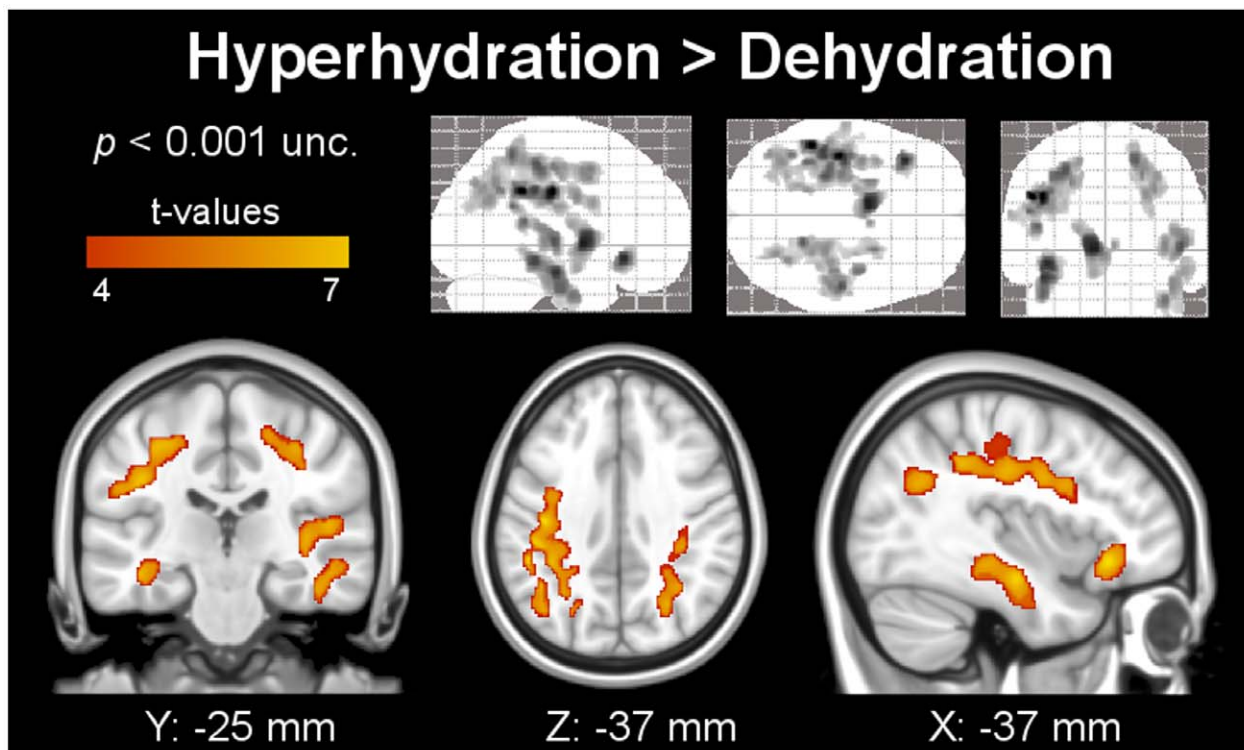 Hyperhydration > Dehydration
p < 0.001 unc.
t-values
4 7
Y: -25 mm
Z: -37 mm
X: -37 mm